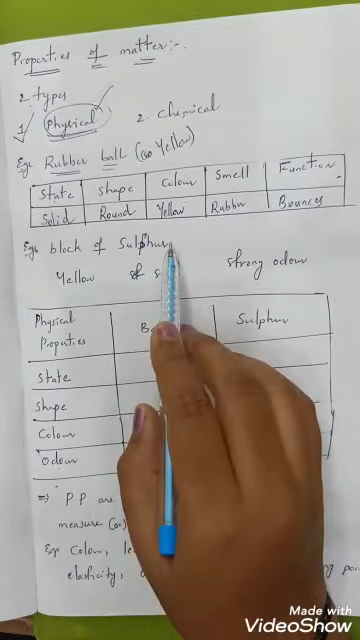 Properties of matter:-.
2 types
1. Physical 2. Chemical
Eg: Rubber ball (Yellow)
State Shape Colour Smell Function
Solid Round Yellow Rubber Bounces
Eg: block of Sulphur
Yellow strong odour
Physical Properties Sulphur
State
Shape
Colour
Odour
⇒ P.P are
measure (or)
Eg: Colour,
elasticity,
Made with
VideoShow